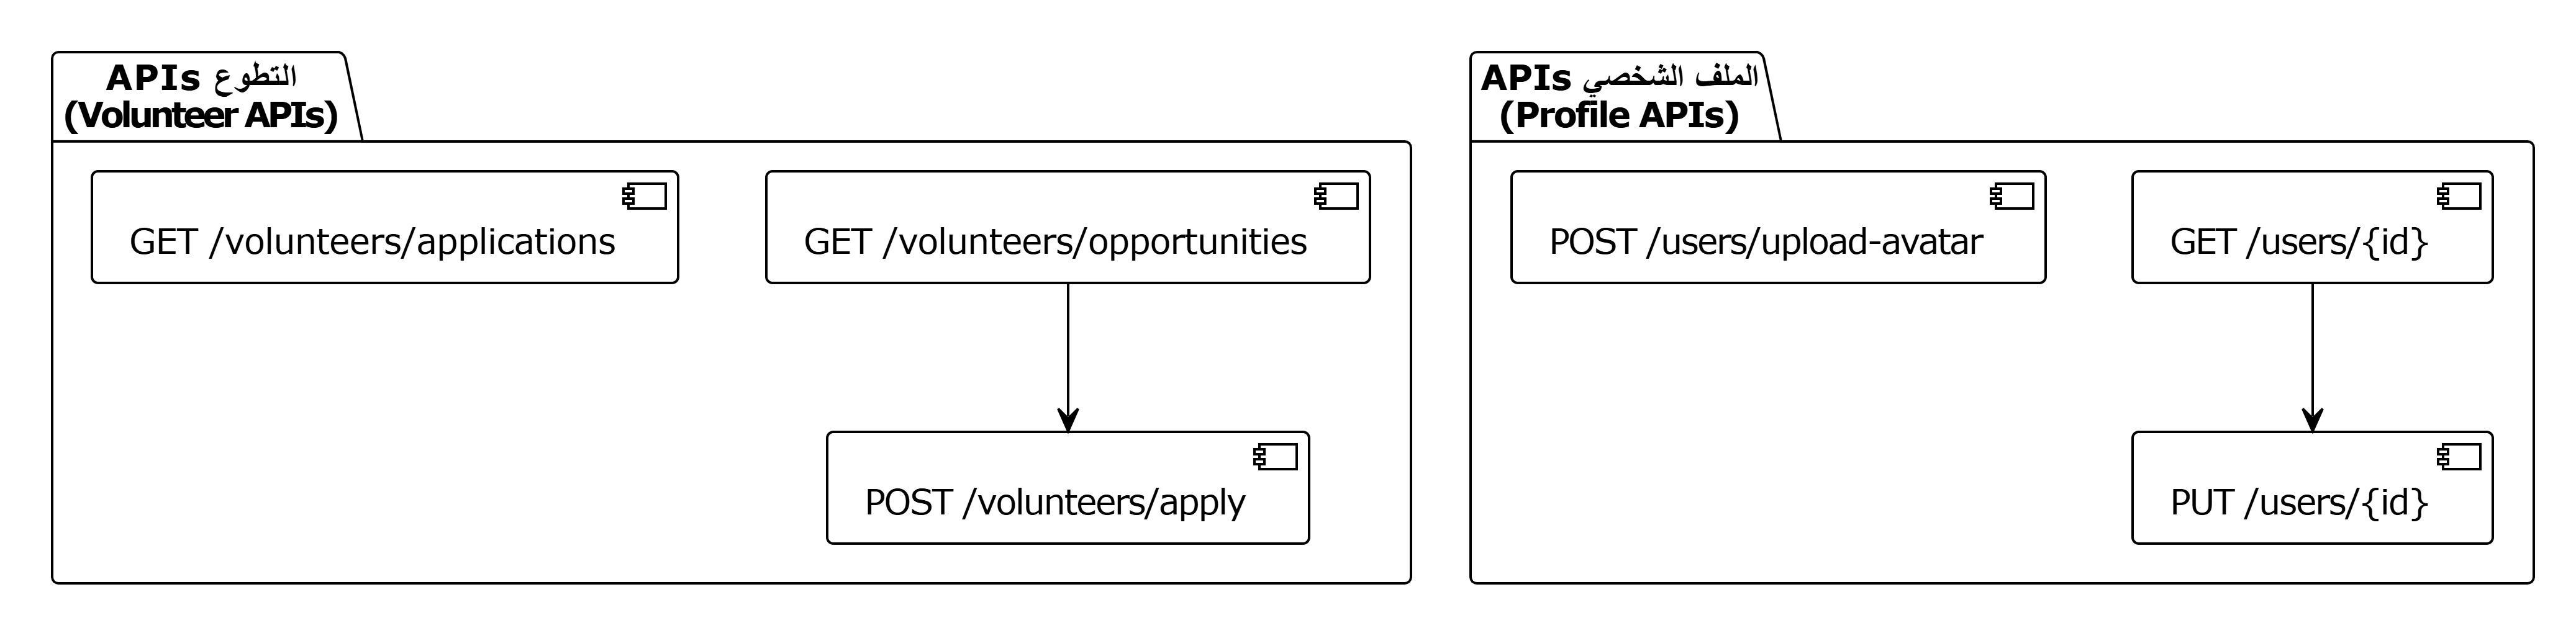 APIs التطوع
(Volunteer APIs)
GET /volunteers/applications
GET /volunteers/opportunities
POST /volunteers/apply
APIs الملف الشخصي
(Profile APIs)
POST /users/upload-avatar
GET /users/{id}
PUT /users/{id}